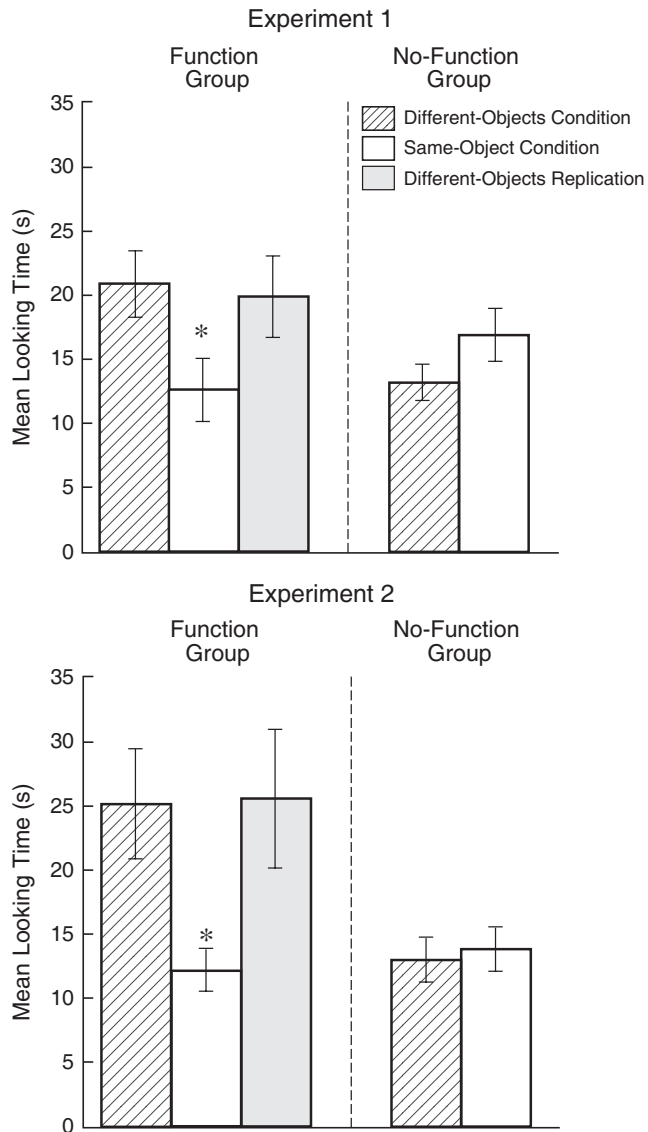 Experiment 1
Function
Group
No-Function
Group
Different-Objects Condition
Same-Object Condition
Different-Objects Replication
Mean Looking Time (s)
35
30
25
20
15
10
5
0
*
Experiment 2
Function
Group
No-Function
Group
Mean Looking Time (s)
35
30
25
20
15
10
5
0
*